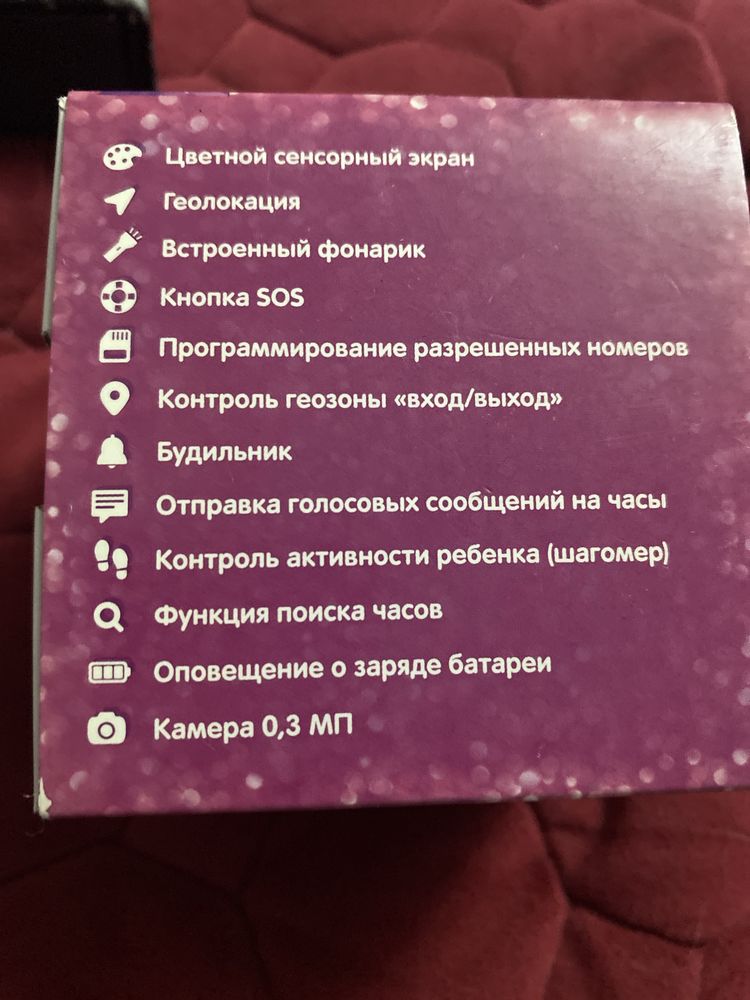 Цветной сенсорный экран
Геолокация
Встроенный фонарик
Кнопка SOS
Программирование разрешенных номеров
Контроль геозоны «вход/выход»
Будильник
Отправка голосовых сообщений на часы
Контроль активности ребенка (шагомер)
Функция поиска часов
Оповещение о заряде батареи
Камера 0,3 МП